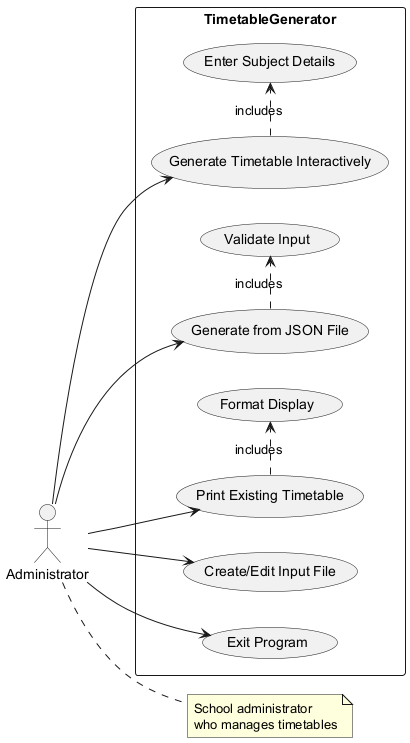 TimetableGenerator
Enter Subject Details
includes
Generate Timetable Interactively
Validate Input
includes
Generate from JSON File
Format Display
includes
Print Existing Timetable
Administrator
Create/Edit Input File
Exit Program
School administrator
who manages timetables